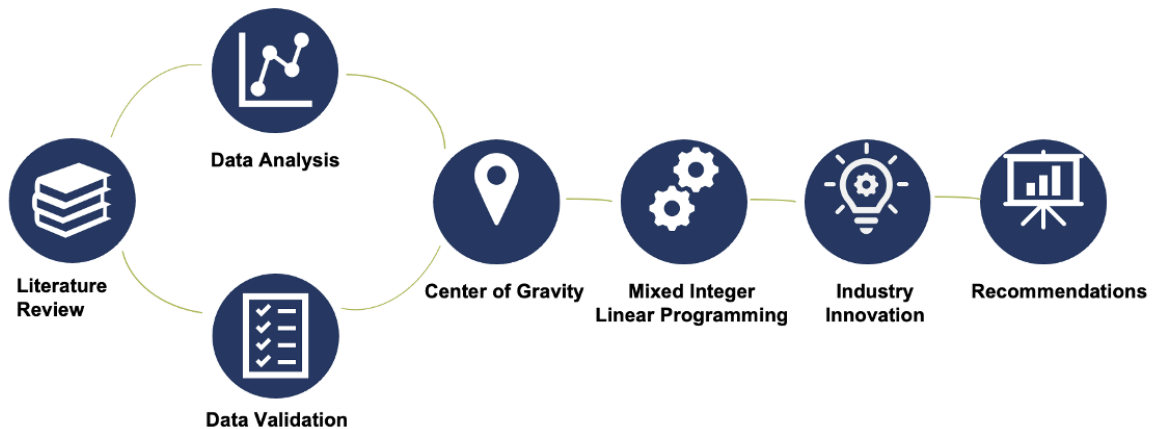 Data Analysis
Literature
Review
Data Validation
Center of Gravity
Mixed Integer
Linear Programming
Industry
Innovation
Recommendations